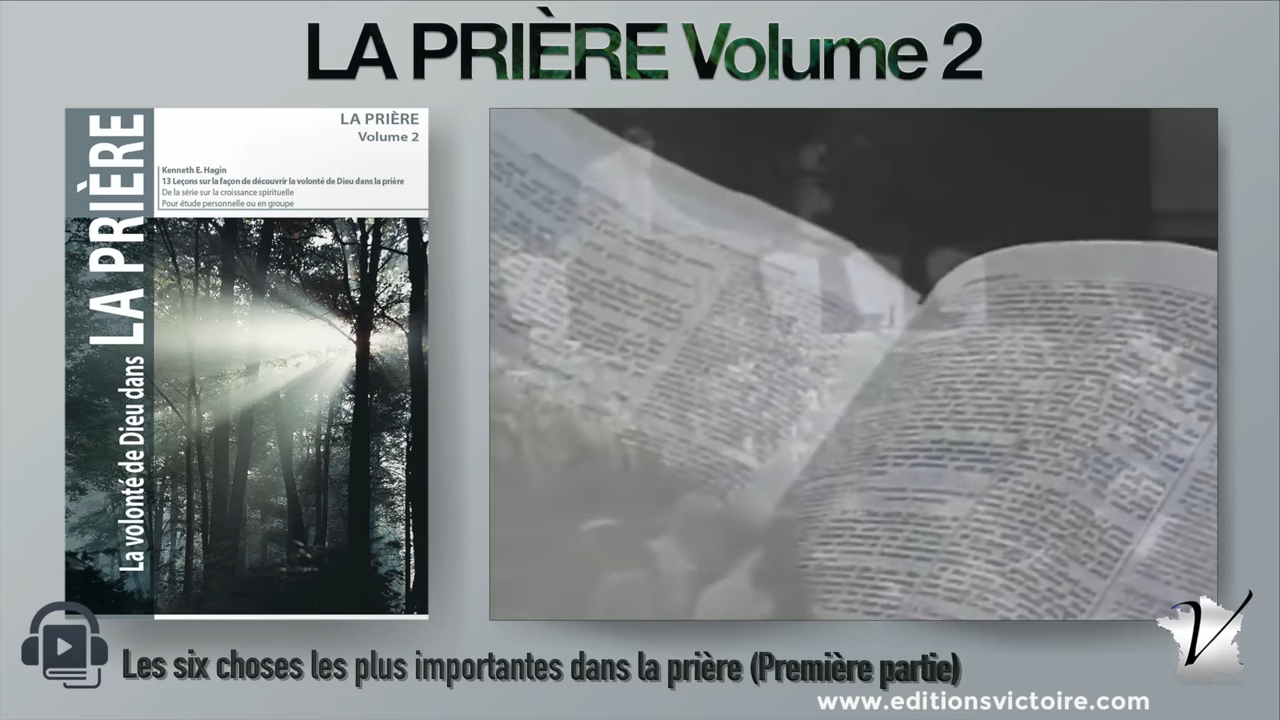 LA PRIÈRE Volume 2
LA PRIÈRE
Volume 2
Kenneth E. Hagin
13 Leçons sur la façon de découvrir la volonté de Dieu dans la prière
De la série sur la croissance spirituelle
Pour étude personnelle ou en groupe
La volonté de Dieu dans LA PRIÈRE
Les six choses les plus importantes dans la prière (Première partie)
V
www.editionsvictoire.com